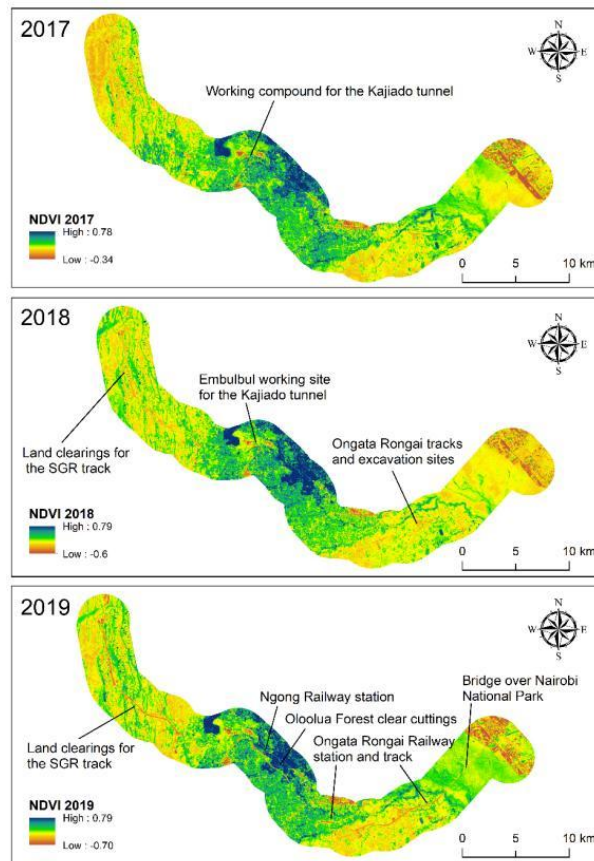 2017
N
W E
S
Working compound for the Kajiado tunnel
NDVI 2017
High : 0.78
Low : -0.34
0 5 10 km
2018
N
W E
S
Embulbul working site
for the Kajiado tunnel
Land clearings for
the SGR track
Ongata Rongai tracks
and excavation sites
NDVI 2018
High : 0.79
Low : -0.6
0 5 10 km
2019
N
W E
S
Bridge over Nairobi
National Park
Ngong Railway station
Oloolua Forest clear cuttings
Land clearings for
the SGR track
Ongata Rongai Railway
station and track
NDVI 2019
High : 0.79
Low : -0.70
0 5 10 km